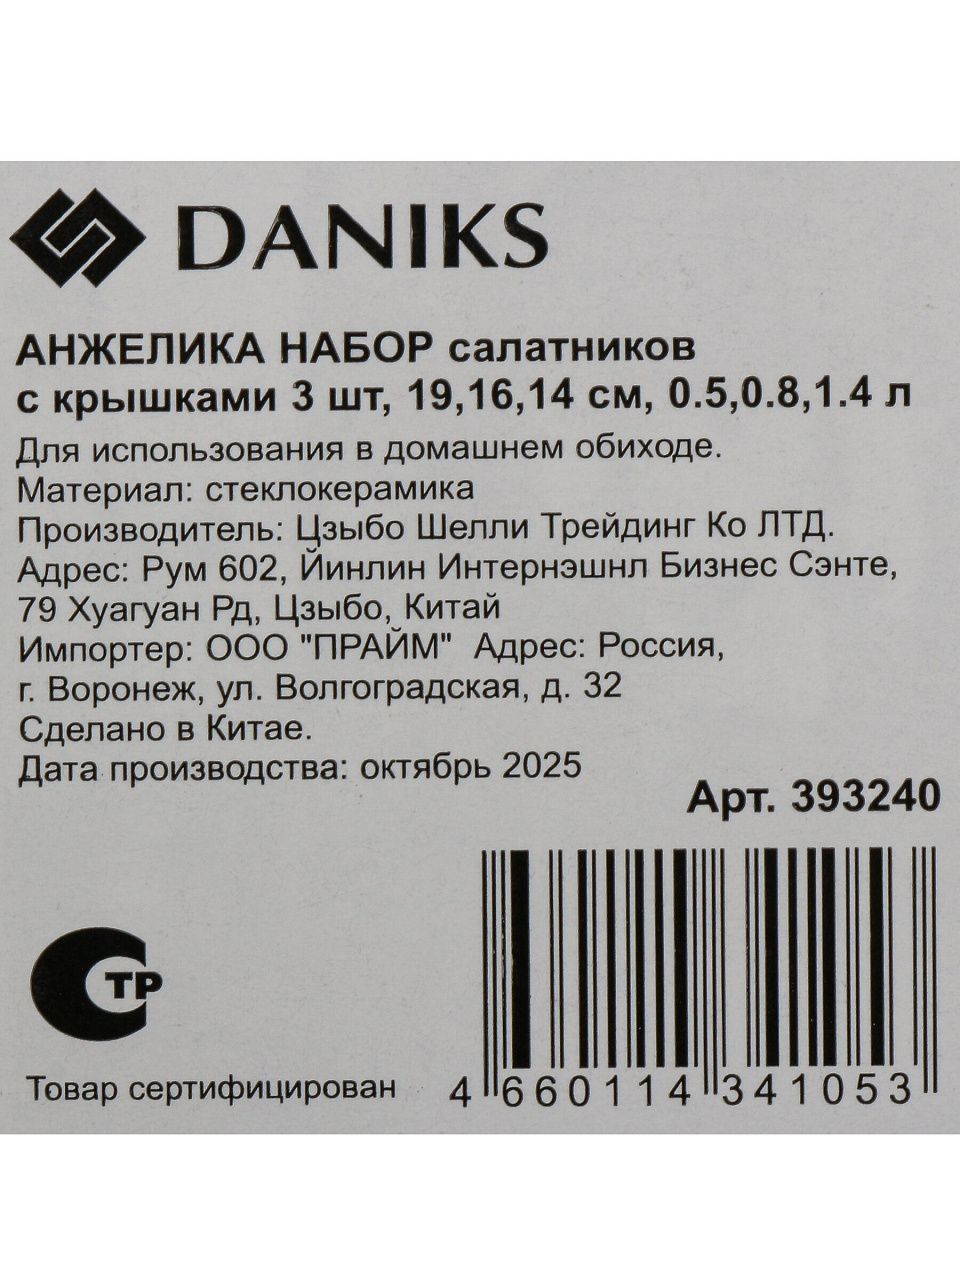 DANIKS
АНЖЕЛИКА НАБОР салатников
с крышками 3 шт, 19,16,14 см, 0.5,0.8,1.4 л
Для использования в домашнем обиходе.
Материал: стеклокерамика
Производитель: Цзыбо Шелли Трейдинг Ко ЛТД.
Адрес: Рум 602, Йинлин Интернэшнл Бизнес Сэнте,
79 Хуагуан Рд, Цзыбо, Китай
Импортер: ООО "ПРАЙМ" Адрес: Россия,
г. Воронеж, ул. Волгоградская, д. 32
Сделано в Китае.
Дата производства: октябрь 2025
Арт. 393240
СТР
Товар сертифицирован
4 660114 341053